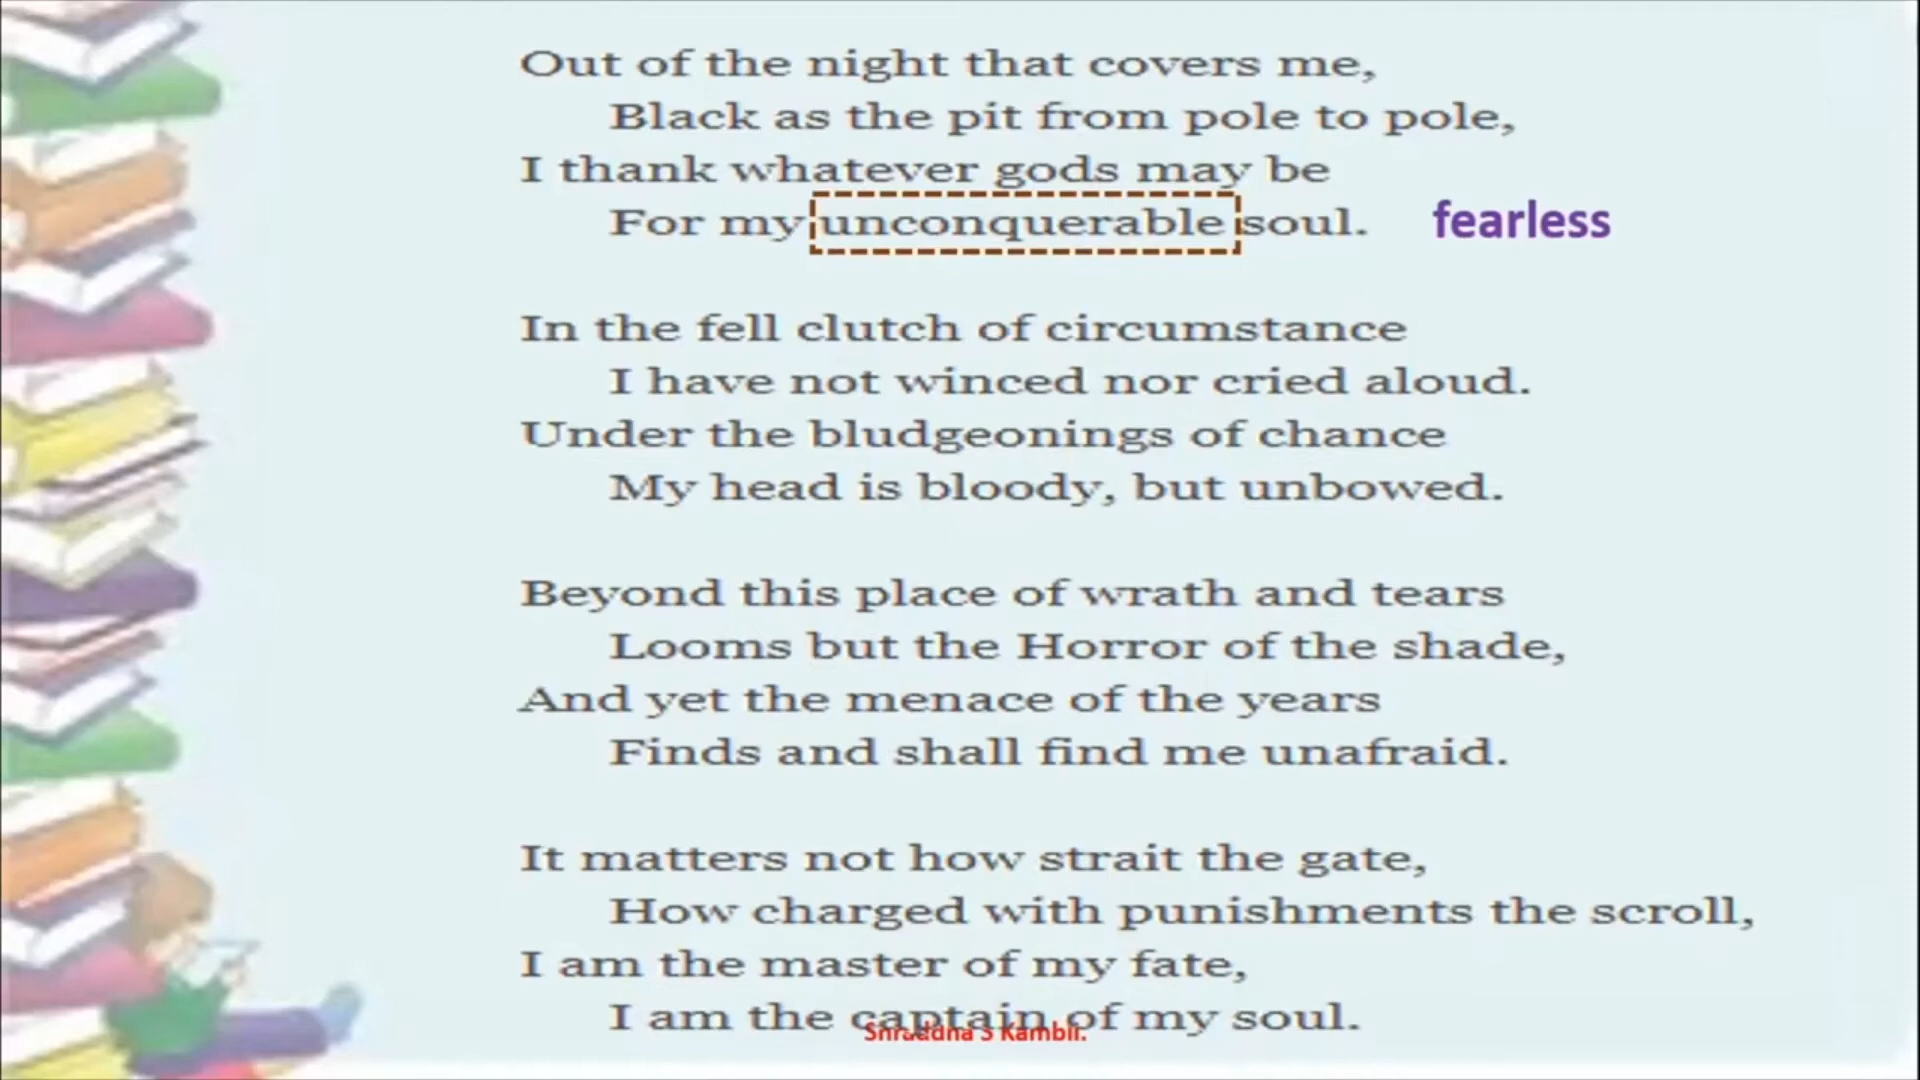 Out of the night that covers me,
Black as the pit from pole to pole,
I thank whatever gods may be
For my unconquerable soul. fearless
In the fell clutch of circumstance
I have not winced nor cried aloud.
Under the bludgeonings of chance
My head is bloody, but unbowed.
Beyond this place of wrath and tears
Looms but the Horror of the shade,
And yet the menace of the years
Finds and shall find me unafraid.
It matters not how strait the gate,
How charged with punishments the scroll,
I am the master of my fate,
I am the captain of my soul.
Shraddha S Kambli.